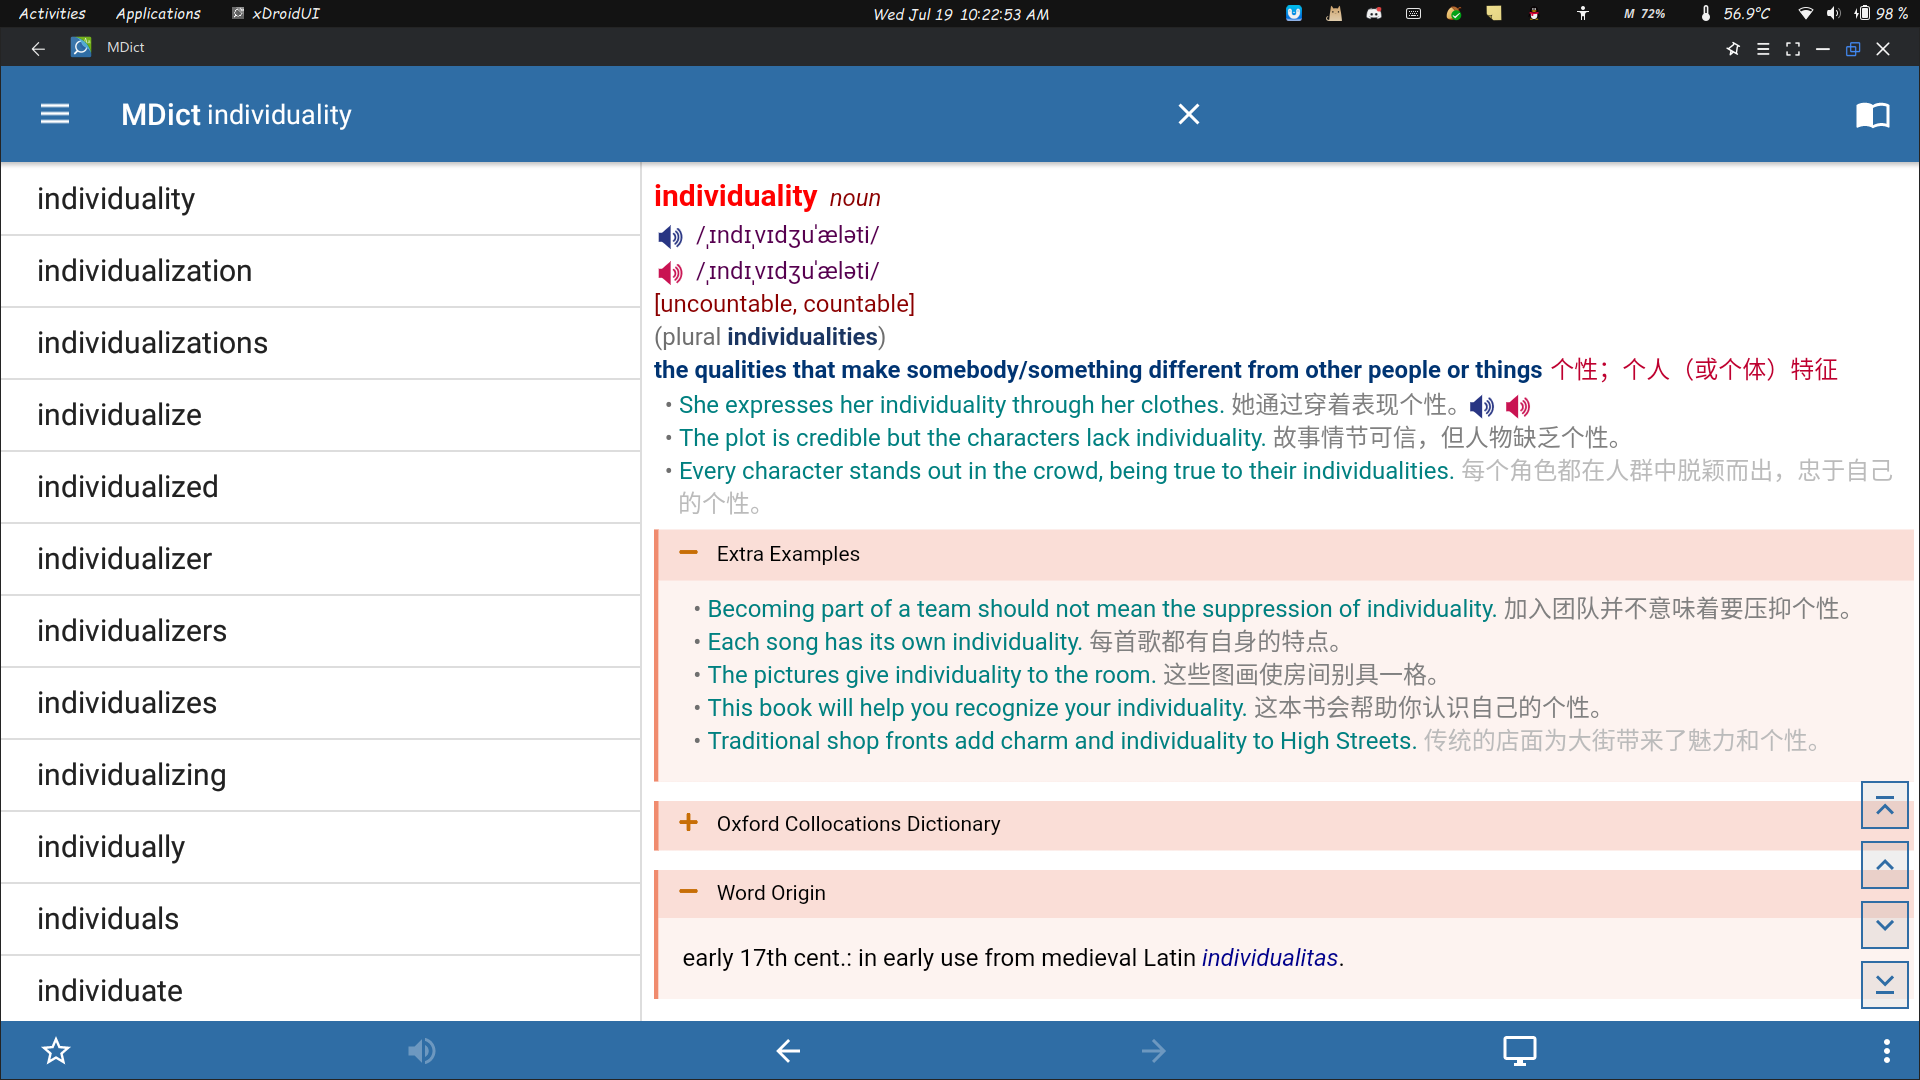 Activities Applications xDroidUI Wed Jul 19 10:22:53 AM M 72% 56.9°C 98 %
MDict
MDict individuality
individuality
individualization
individualizations
individualize
individualized
individualizer
individualizers
individualizes
individualizing
individually
individuals
individuate
individuality noun
/ˌɪndɪˌvɪdʒuˈæləti/
/ˌɪndɪˌvɪdʒuˈæləti/
[uncountable, countable]
(plural individualities)
the qualities that make somebody/something different from other people or things 个性；个人（或个体）特征
• She expresses her individuality through her clothes. 她通过穿着表现个性。
• The plot is credible but the characters lack individuality. 故事情节可信，但人物缺乏个性。
• Every character stands out in the crowd, being true to their individualities. 每个角色都在人群中脱颖而出，忠于自己
的个性。
Extra Examples
• Becoming part of a team should not mean the suppression of individuality. 加入团队并不意味着要压抑个性。
• Each song has its own individuality. 每首歌都有自身的特点。
• The pictures give individuality to the room. 这些图画使房间别具一格。
• This book will help you recognize your individuality. 这本书会帮助你认识自己的个性。
• Traditional shop fronts add charm and individuality to High Streets. 传统的店面为大街带来了魅力和个性。
Oxford Collocations Dictionary
Word Origin
early 17th cent.: in early use from medieval Latin individualitas.